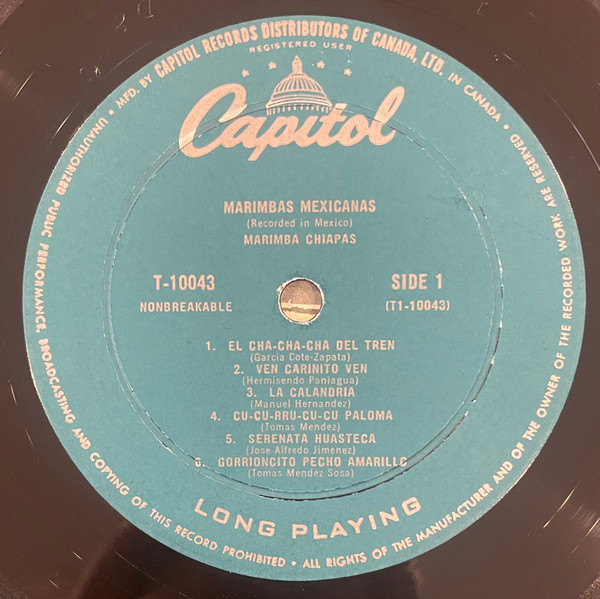 MFD. BY CAPITOL RECORDS DISTRIBUTORS OF CANADA, LTD. IN CANADA •
REGISTERED USER
Capitol
MARIMBAS MEXICANAS
(Recorded in Mexico)
MARIMBA CHIAPAS
T-10043 SIDE 1
NONBREAKABLE (T1-10043)
1. EL CHA-CHA-CHA DEL TREN
(Garcia Cote-Zapata)
2. VEN CARINITO VEN
(Hermisendo Paniagua)
3. LA CALANDRIA
(Manuel Hernandez)
4. CU-CU-RRU-CU-CU PALOMA
(Tomas Mendez)
5. SERENATA HUASTECA
(Jose Alfredo Jimenez)
6. GORRIONCITO PECHO AMARILLO
(Tomas Mendez Sosa)
LONG PLAYING
UNAUTHORIZED PUBLIC PERFORMANCE, BROADCASTING AND COPYING OF THIS RECORD PROHIBITED • ALL RIGHTS OF THE MANUFACTURER AND OF THE OWNER OF THE RECORDED WORK ARE RESERVED •